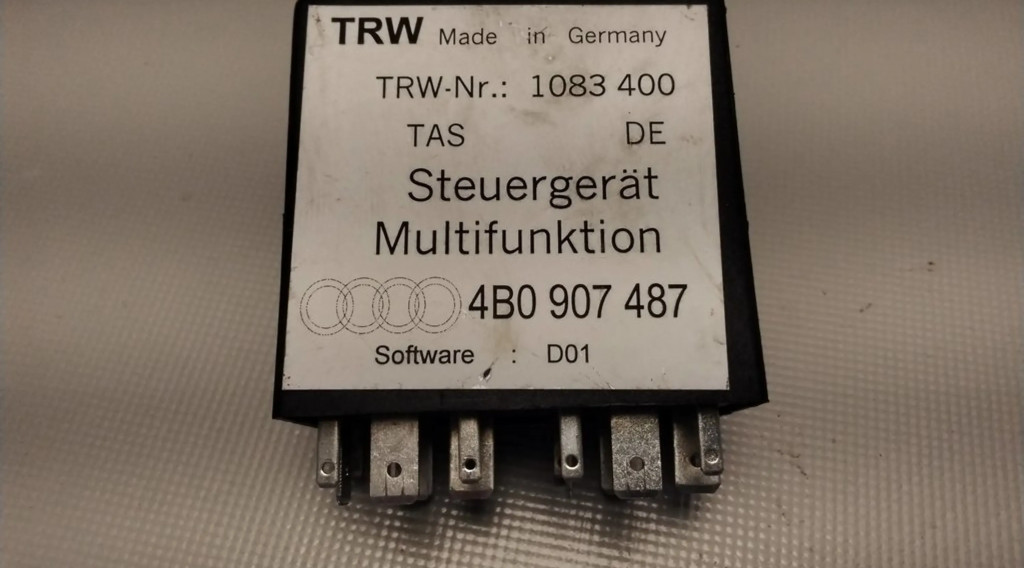 TRW Made in Germany
TRW-Nr.: 1083 400
TAS DE
Steuergerät
Multifunktion
4B0 907 487
Software : D01